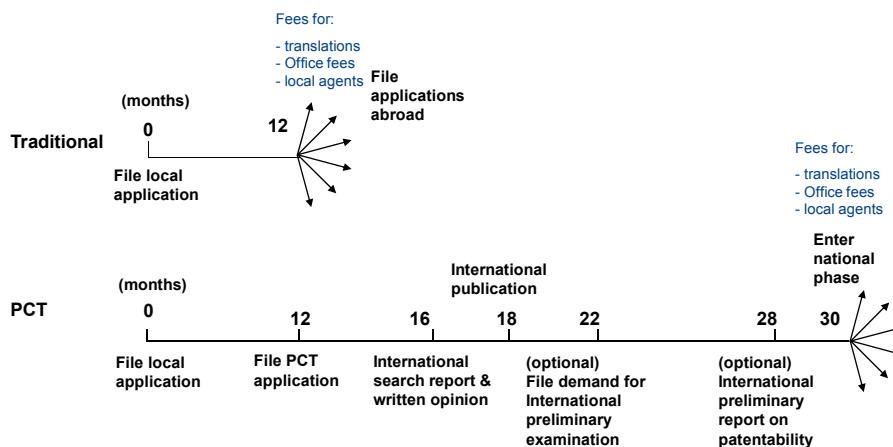 Fees for:
- translations
- Office fees
- local agents
File
applications
abroad
(months)
0
12
Traditional
File local
application
Fees for:
- translations
- Office fees
- local agents
Enter
national
phase
International
publication
(months)
0
12
16
18
22
28
30
PCT
File local
application
File PCT
application
International
search report &
written opinion
(optional)
File demand for
International
preliminary
examination
(optional)
International
preliminary
report on
patentability